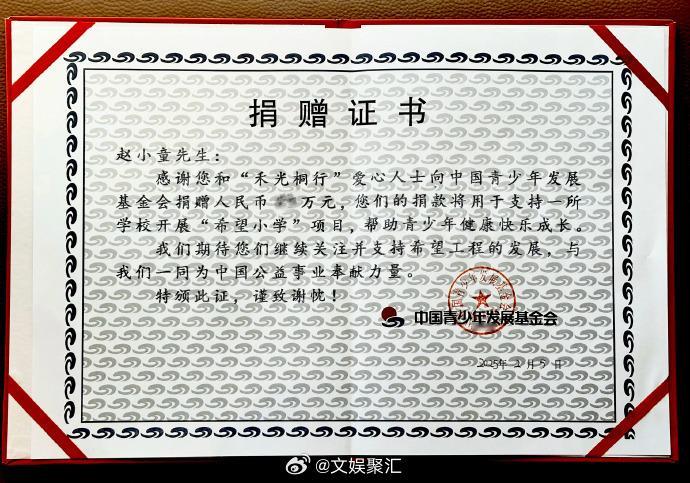 捐赠证书
赵小童先生：
感谢您和“禾光桐行”爱心人士向中国青少年发展
基金会捐赠人民币 万元，您们的捐款将用于支持一所
学校开展“希望小学”项目，帮助青少年健康快乐成长。
我们期待您们继续关注并支持希望工程的发展，与
我们一同为中国公益事业奉献力量。
特颁此证，谨致谢忱！
中国青少年发展基金会
2025年2月5日
@文娱聚汇